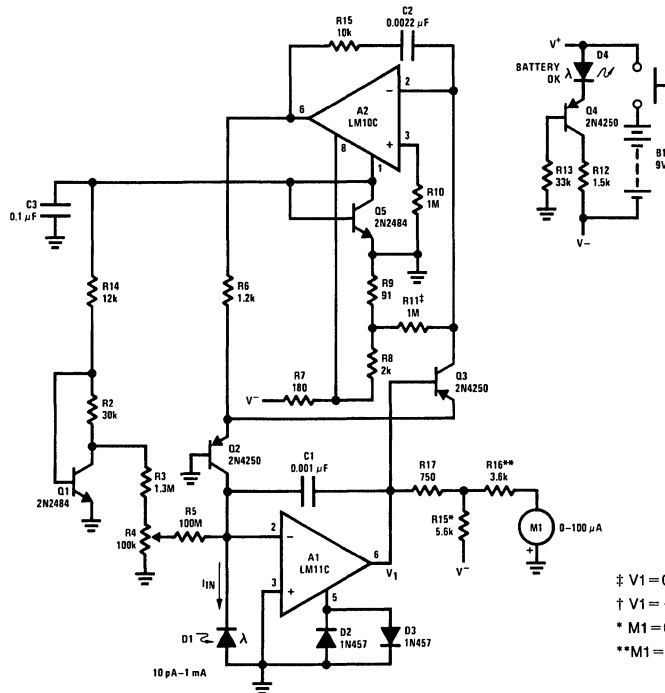 R15
10k
C2
0.0022 μF
6
A2
LM10C
2
−
3
+
8
1
R10
1M
C3
0.1 μF
Q5
2N2484
R14
12k
R6
1.2k
R9
91
R11‡
1M
R8
2k
R7
180
V−
Q3
2N4250
R2
30k
Q1
2N2484
R3
1.3M
R4
100k
R5
100M
Q2
2N4250
C1
0.001 μF
2
−
3
+
A1
LM11C
6
V1
5
R17
750
R16**
3.6k
R15*
5.6k
V−
M1
0–100 μA
+
IIN
D1
λ
10 pA–1 mA
D2
1N457
D3
1N457
V+
BATTERY
OK
λ
D4
Q4
2N4250
R13
33k
R12
1.5k
V−
B1
9V
‡ V1=
† V1=
* M1=
**M1=